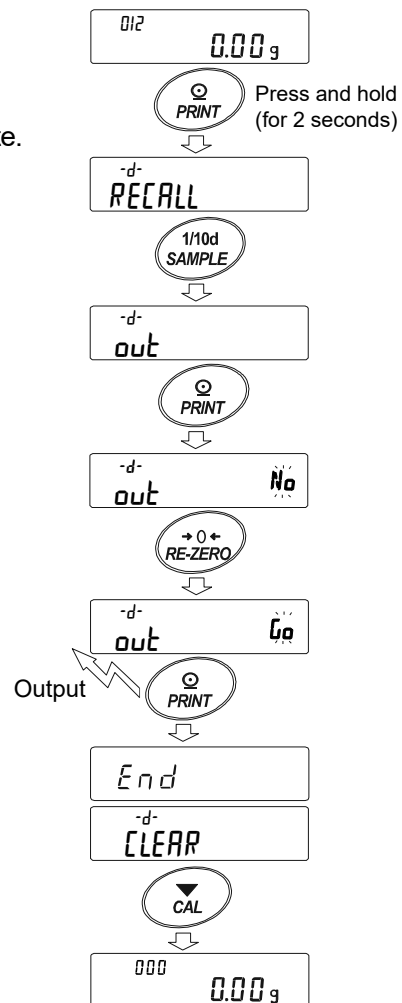 012
0.00 g
PRINT
Press and hold
(for 2 seconds)
-d-
RECALL
1/10d
SAMPLE
-d-
out
PRINT
-d-
out No
→0←
RE-ZERO
-d-
out Go
Output
PRINT
End
-d-
CLEAR
CAL
000
0.00 g